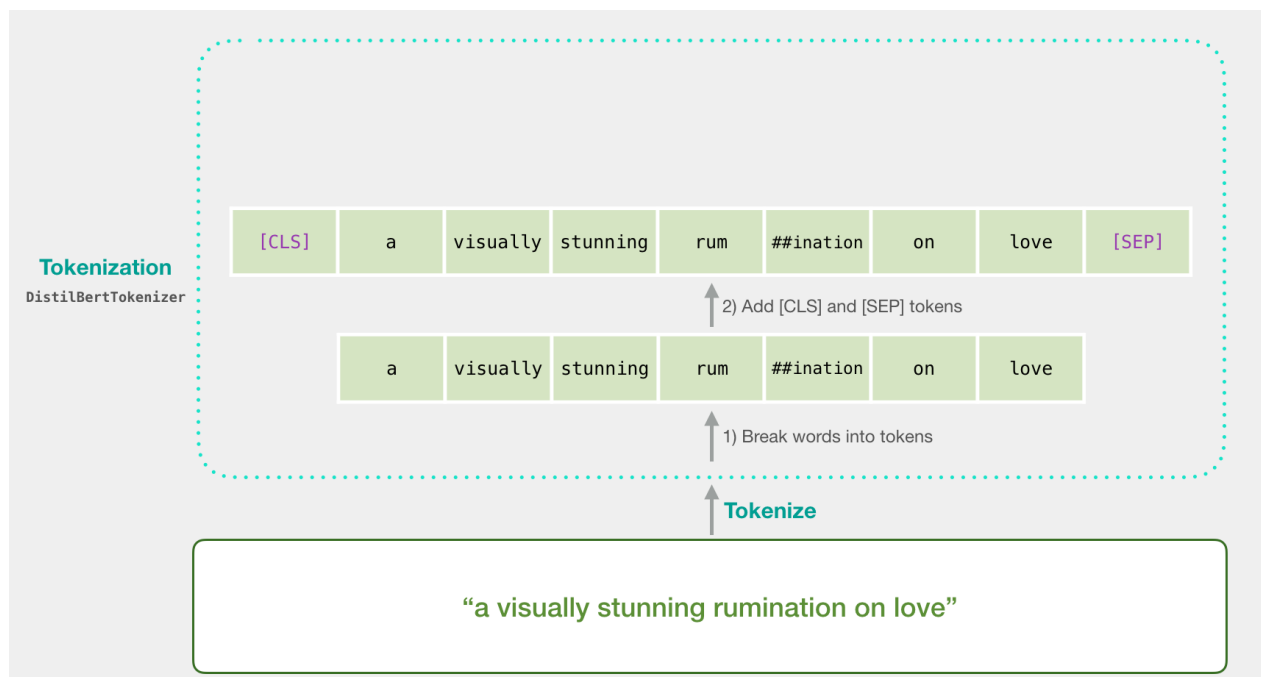 [CLS] a visually stunning rum ##ination on love [SEP]
Tokenization
DistilBertTokenizer
2) Add [CLS] and [SEP] tokens
a visually stunning rum ##ination on love
1) Break words into tokens
Tokenize
“a visually stunning rumination on love”